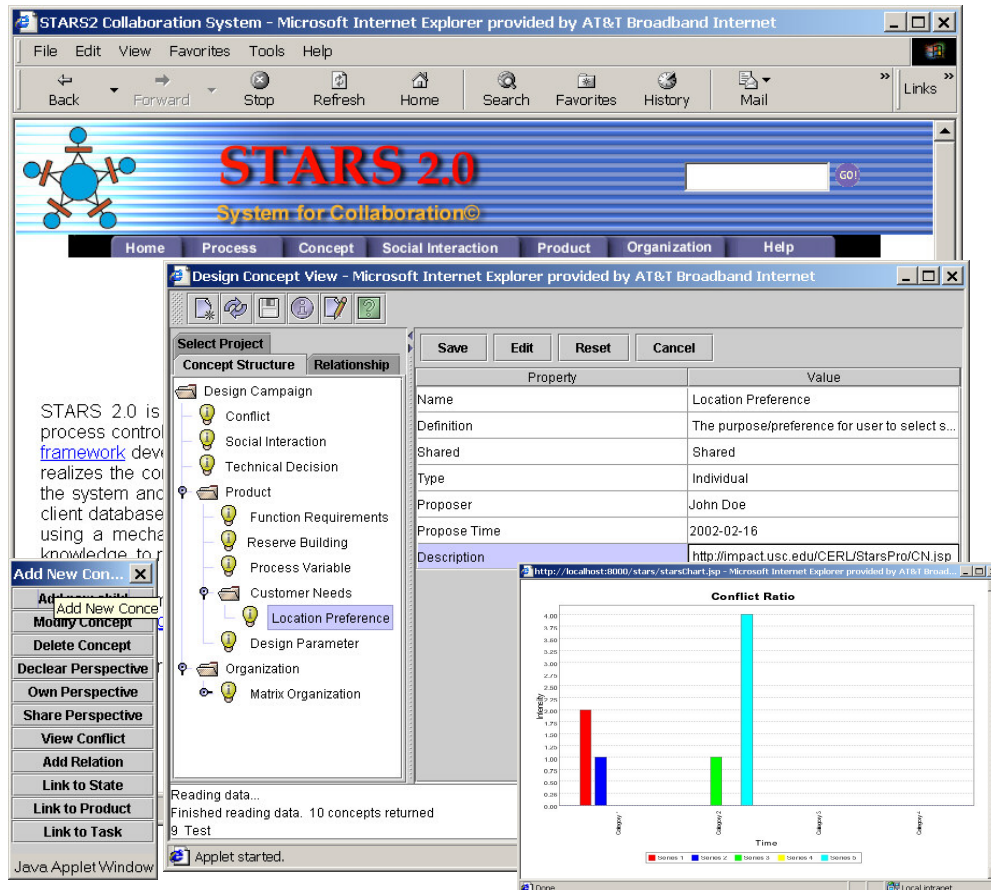 STARS2 Collaboration System - Microsoft Internet Explorer provided by AT&T Broadband Internet
File Edit View Favorites Tools Help
Back Forward Stop Refresh Home Search Favorites History Mail » Links »
STARS 2.0
GO!
System for Collaboration©
Home Process Concept Social Interaction Product Organization Help
Design Concept View - Microsoft Internet Explorer provided by AT&T Broadband Internet
Select Project
Concept Structure Relationship
Save Edit Reset Cancel
Property Value
Name Location Preference
Definition The purpose/preference for user to select s...
Shared Shared
Type Individual
Proposer John Doe
Propose Time 2002-02-16
Description http://impact.usc.edu/CERL/StarsPro/CN.jsp
Design Campaign
Conflict
Social Interaction
Technical Decision
Product
Function Requirements
Reserve Building
Process Variable
Customer Needs
Location Preference
Design Parameter
Organization
Matrix Organization
Reading data...
Finished reading data. 10 concepts returned
9 Test
Applet started.
STARS 2.0 is
process control
framework
realizes the
the system and
client database
using a
knowledge to
Add New Con...
Add new child
Add New Conce
Modify Concept
Delete Concept
Declear Perspective
Own Perspective
Share Perspective
View Conflict
Add Relation
Link to State
Link to Product
Link to Task
Java Applet Window
http://localhost:8000/stars/starsChart.jsp - Microsoft Internet Explorer provided by AT&T Broad...
Conflict Ratio
Intensity
4.00
3.75
3.50
3.25
3.00
2.75
2.50
2.25
2.00
1.75
1.50
1.25
1.00
0.75
0.50
0.25
0.00
Category 1
Category 2
Category 3
Category 4
Time
Series 1 Series 2 Series 3 Series 4 Series 5
Done Local intranet